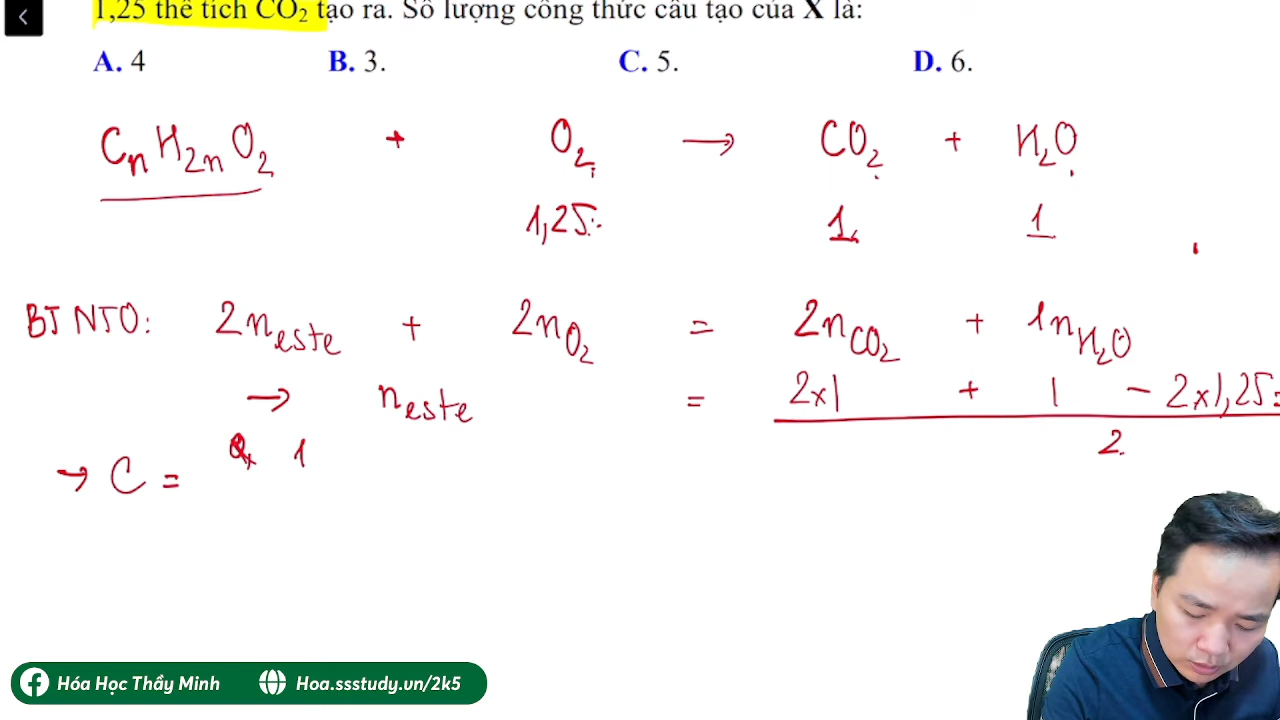 1,25 thể tích CO₂ tạo ra. Số lượng công thức cấu tạo của X là:
A. 4 B. 3. C. 5. D. 6.
CₙH₂ₙO₂ + O₂ → CO₂ + H₂O
1,25 1 1
BT NTO: 2n este + 2n O₂ = 2n CO₂ + 1n H₂O
→ n este = 2x1 + 1 - 2x1,25 =
2
→ C = 1
Hóa Học Thầy Minh Hoa.ssstudy.vn/2k5